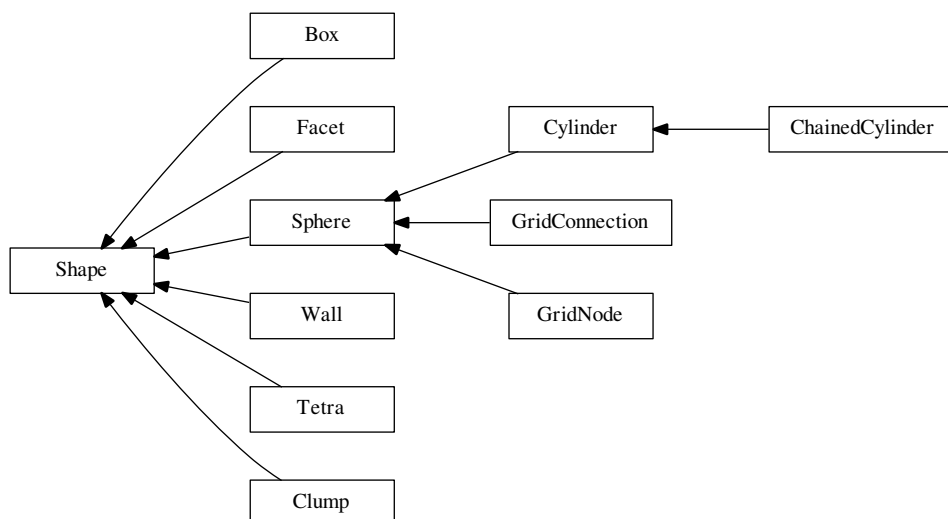 Box
Facet
Cylinder
ChainedCylinder
Sphere
GridConnection
Shape
Wall
GridNode
Tetra
Clump